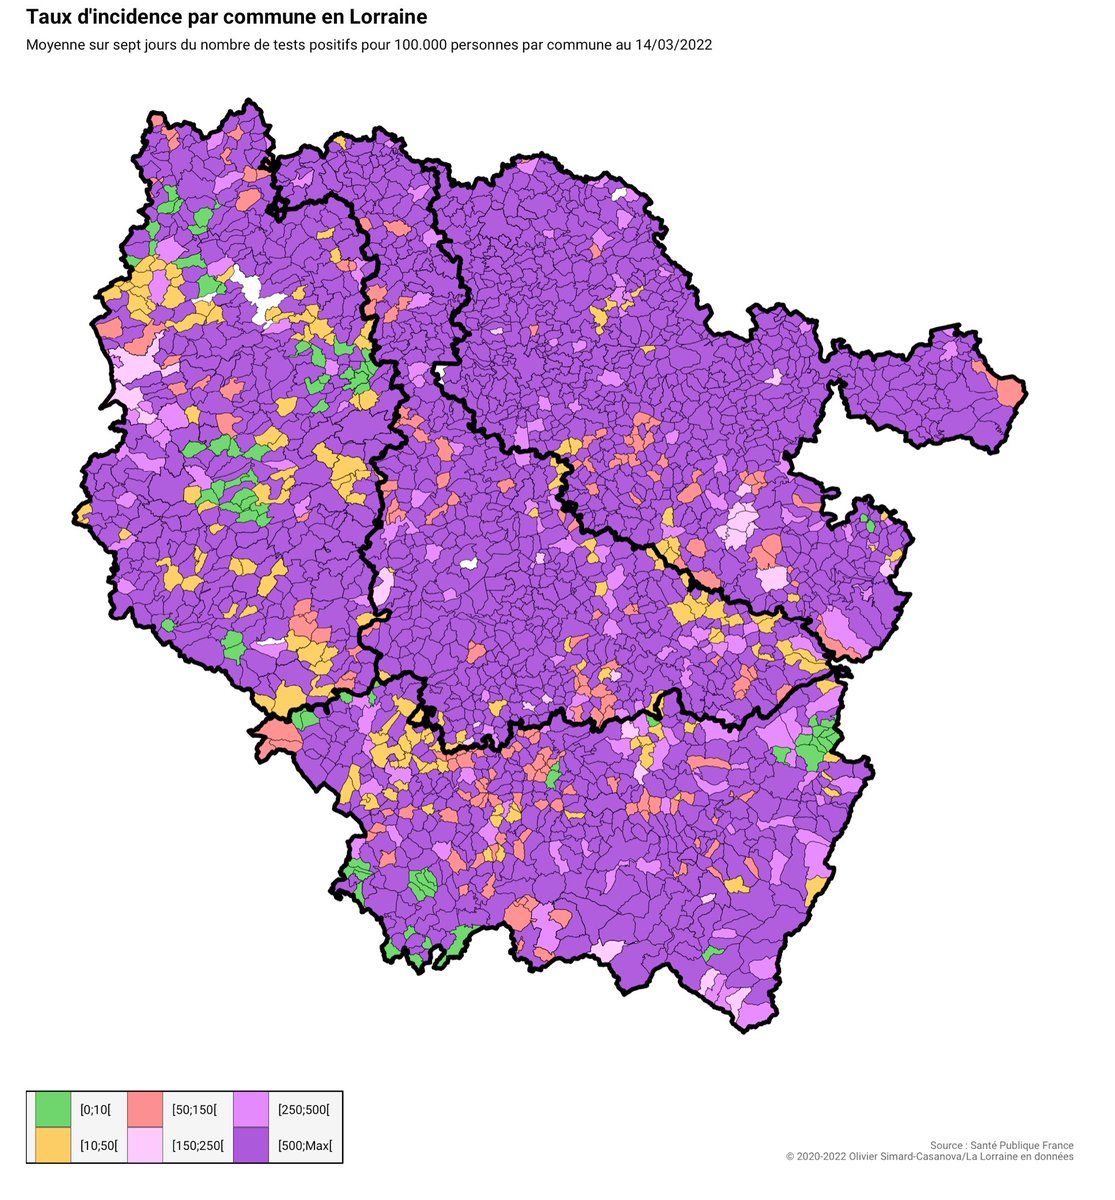 Taux d'incidence par commune en Lorraine
Moyenne sur sept jours du nombre de tests positifs pour 100.000 personnes par commune au 14/03/2022
[0;10[ [50;150[ [250;500[
[10;50[ [150;250[ [500;Max[
Source : Santé Publique France
© 2020-2022 Olivier Simard-Casanova/La Lorraine en données